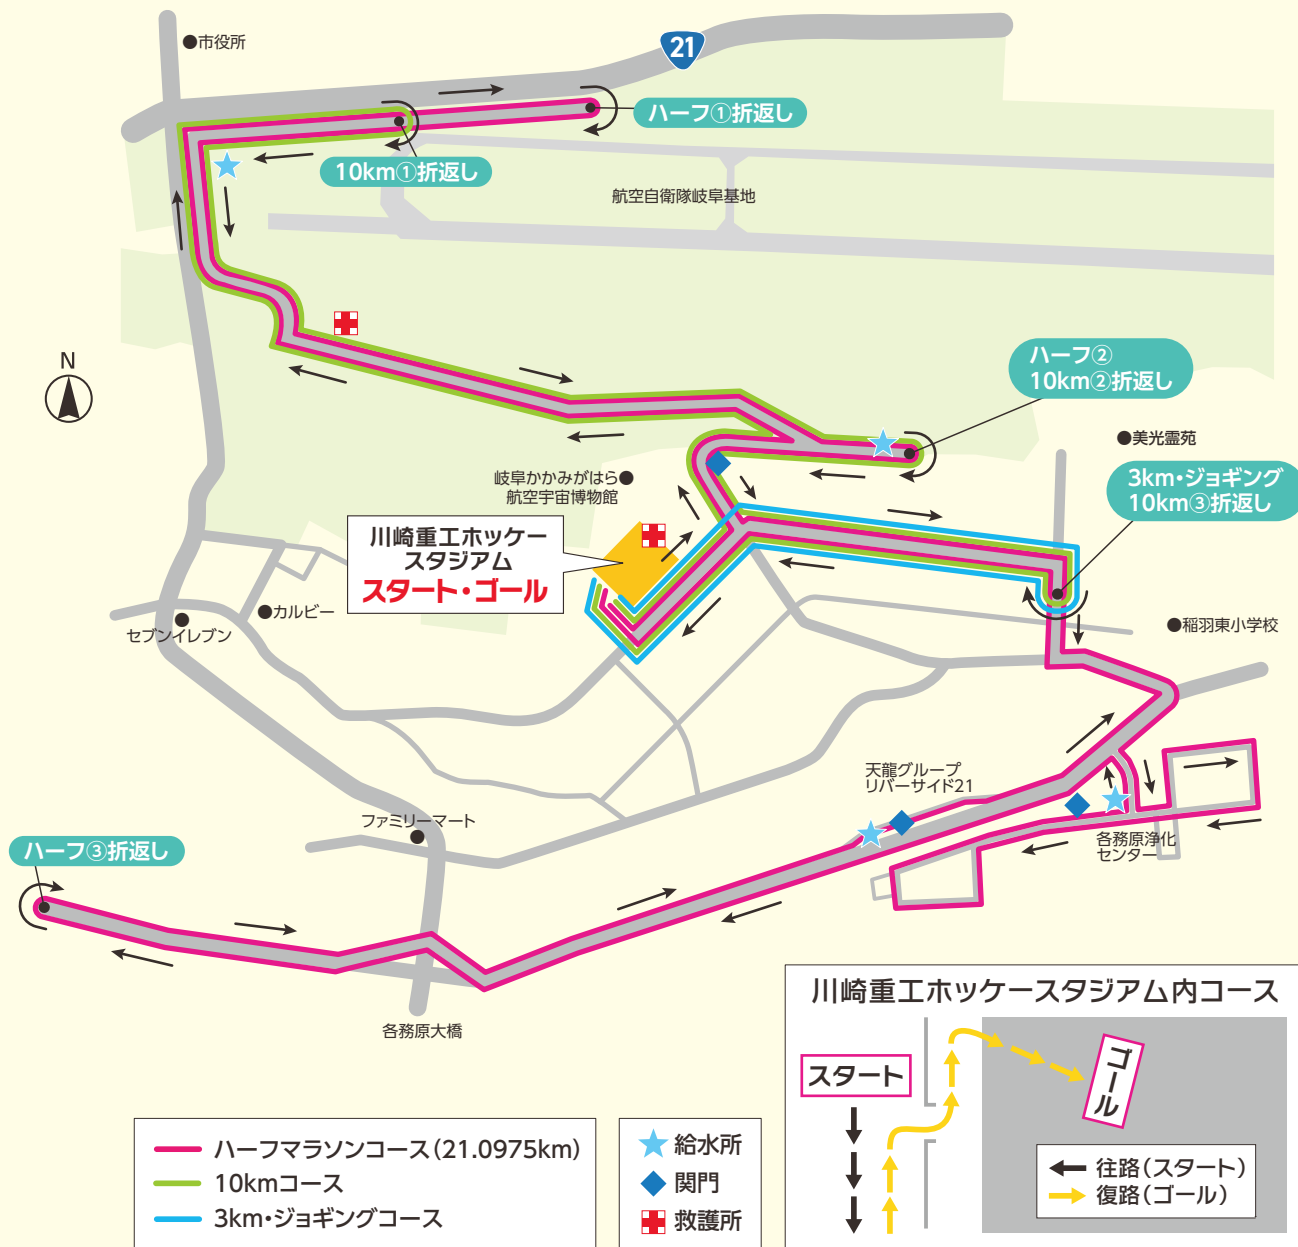 ●市役所
21
ハーフ①折返し
10km①折返し
航空自衛隊岐阜基地
N
ハーフ②
10km②折返し
●美光霊苑
3km・ジョギング
10km③折返し
岐阜かかみがはら●
航空宇宙博物館
川崎重工ホッケー
スタジアム
スタート・ゴール
●カルビー
セブンイレブン
●稲羽東小学校
天龍グループ
リバーサイド21
ファミリーマート
各務原浄化
センター
ハーフ③折返し
各務原大橋
川崎重工ホッケースタジアム内コース
スタート
ゴール
往路(スタート)
復路(ゴール)
ハーフマラソンコース(21.0975km)
10kmコース
3km・ジョギングコース
給水所
関門
救護所